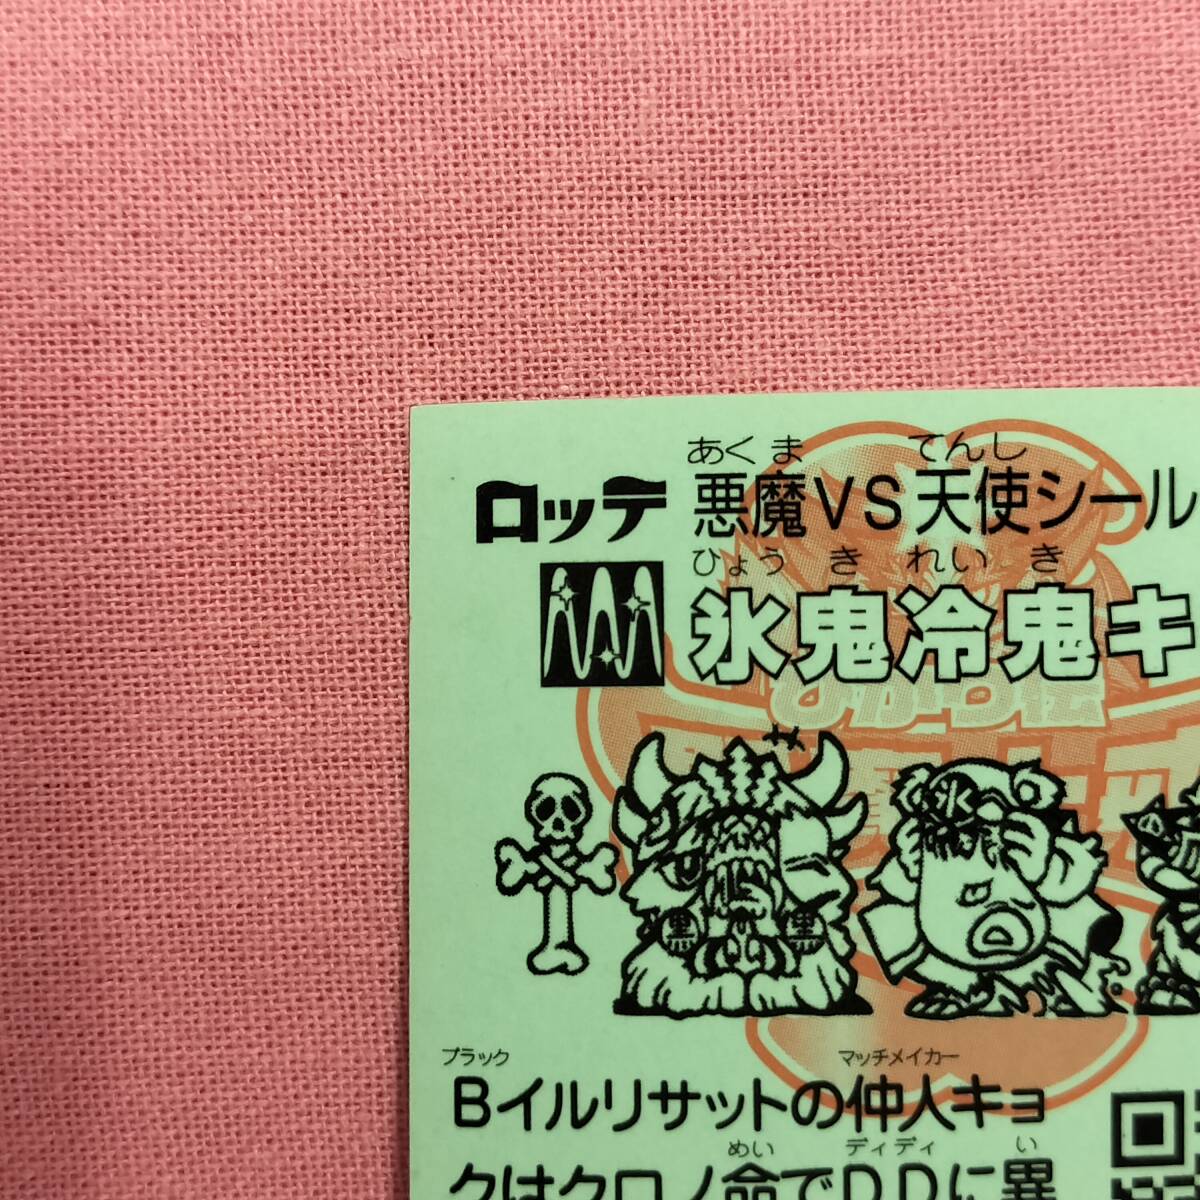 あくま てんし
ロッテ 悪魔VS天使シール
ひょう き れい き
氷鬼冷鬼キ
氷
黒 黒
ブラック マッチメイカー
Bイルリサットの仲人キョ
めい ディディ い
クはクロノ命でDDに異